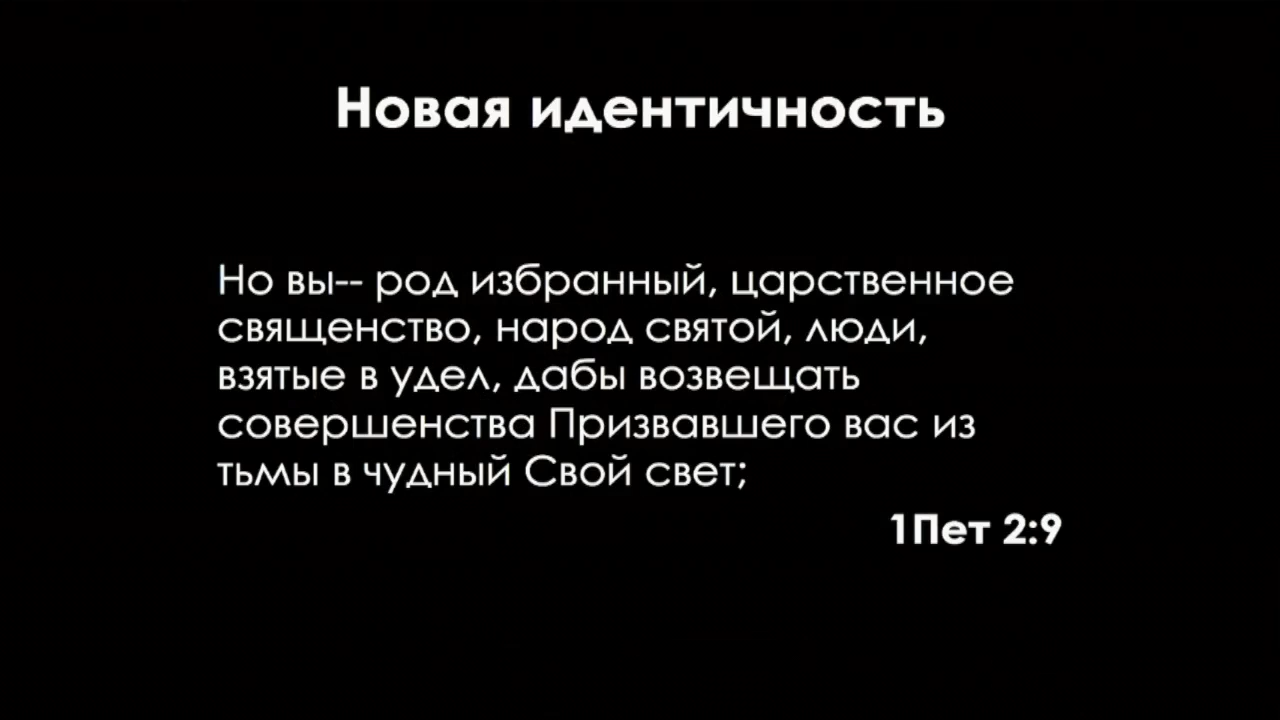 Новая идентичность
Но вы-- род избранный, царственное
священство, народ святой, люди,
взятые в удел, дабы возвещать
совершенства Призвавшего вас из
тьмы в чудный Свой свет;
1Пет 2:9